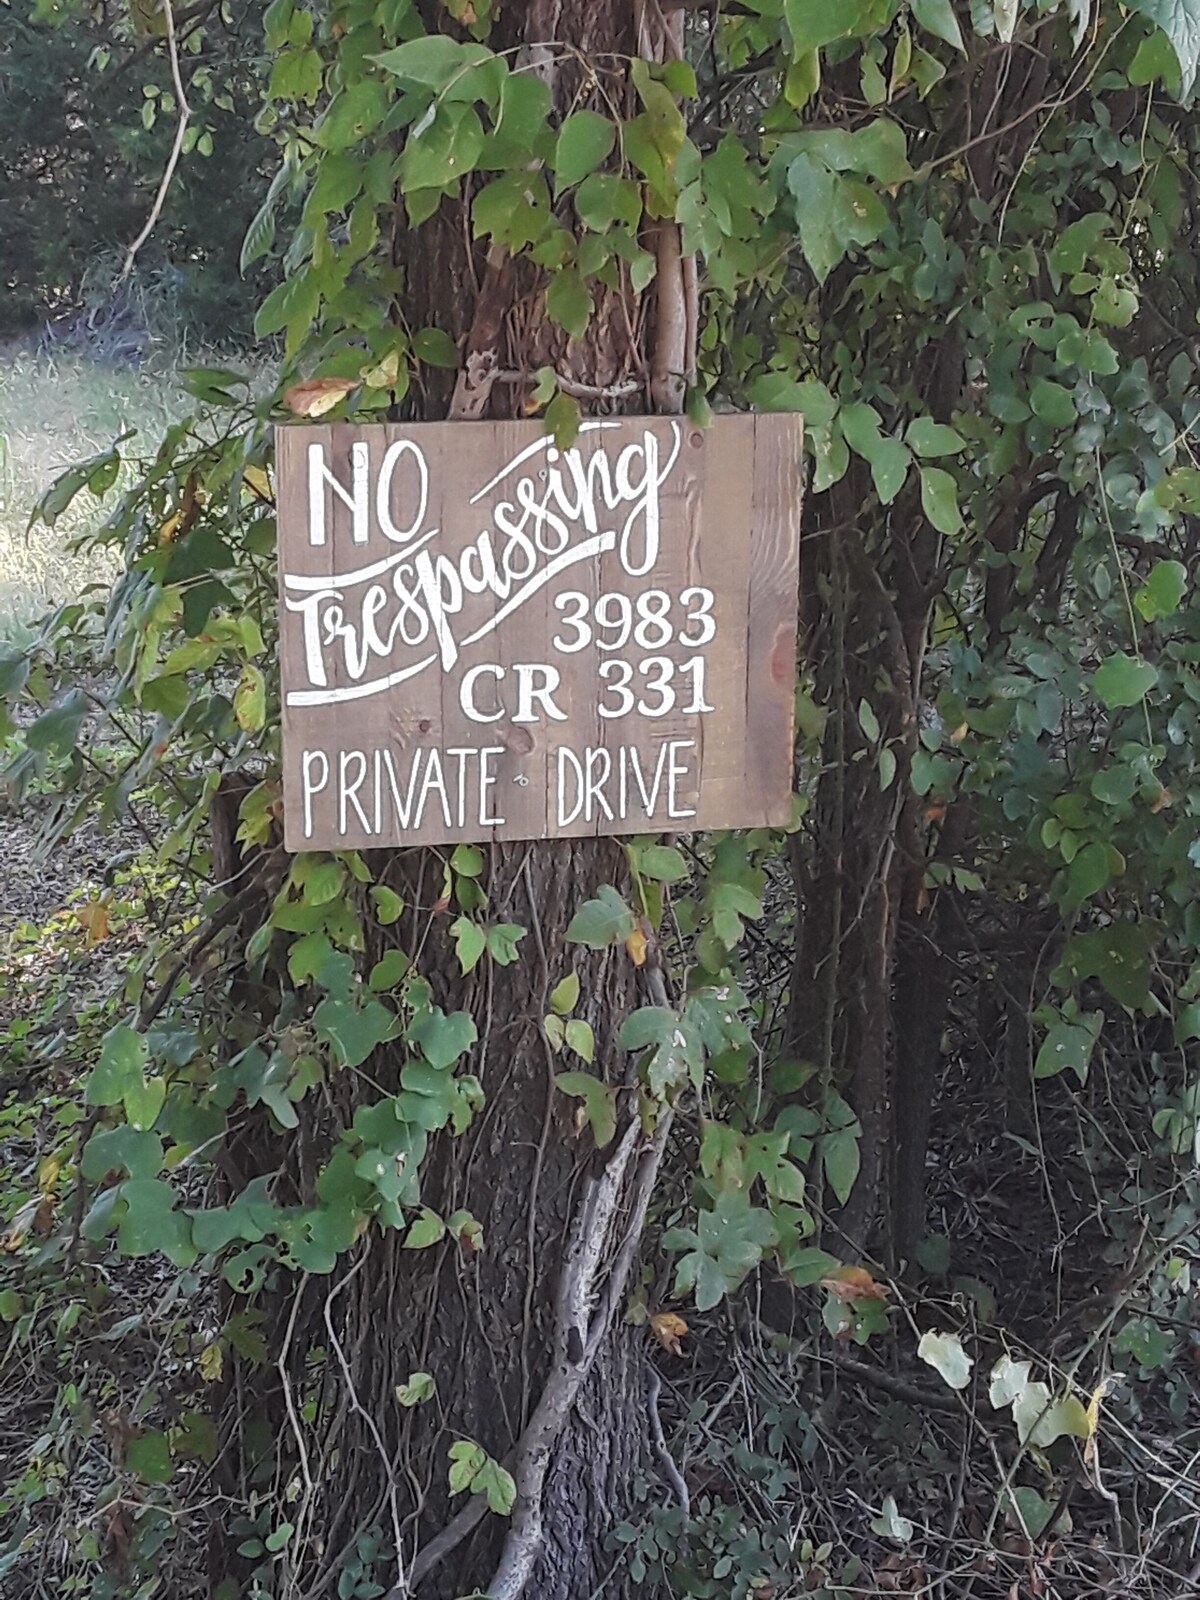 NO
Trespassing
3983
CR 331
PRIVATE DRIVE